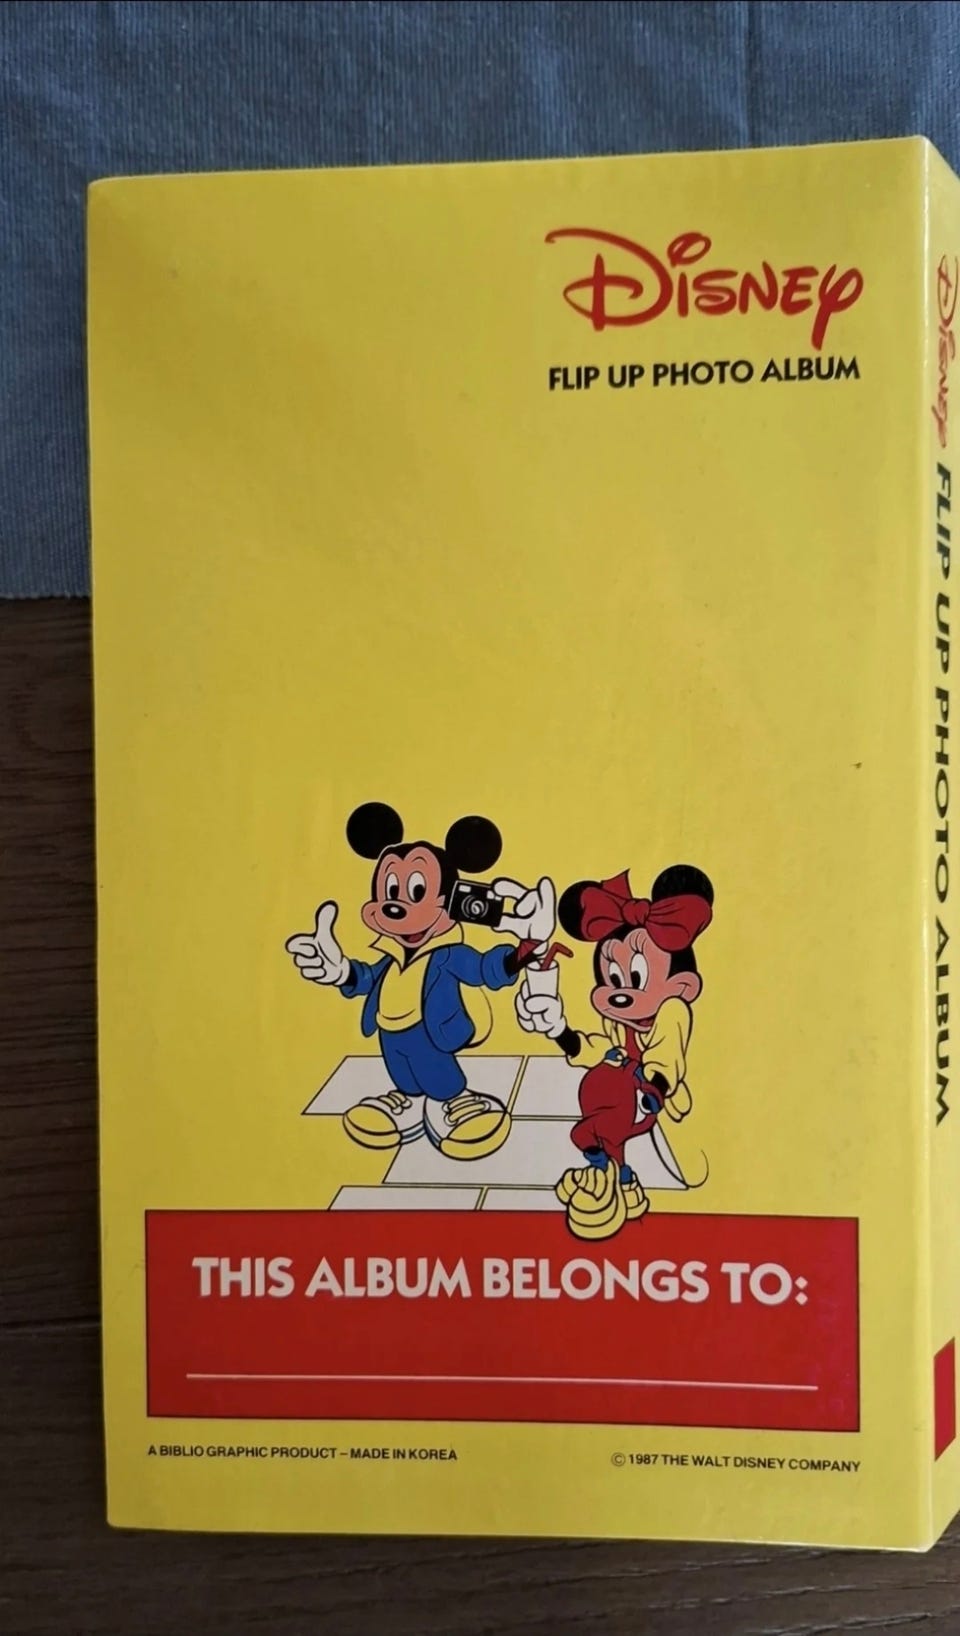 DISNEY
FLIP UP PHOTO ALBUM
THIS ALBUM BELONGS TO:
A BIBLIO GRAPHIC PRODUCT – MADE IN KOREA
© 1987 THE WALT DISNEY COMPANY
DISNEY FLIP UP PHOTO ALBUM